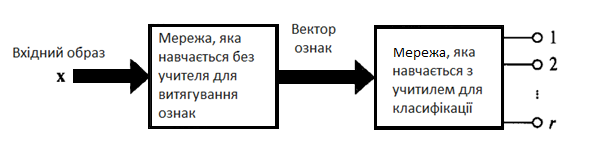 Вхідний образ
x
Мережа, яка
навчається без
учителя для
витягування
ознак
Вектор
ознак
Мережа, яка
навчається з
учитилем для
класифікації
1
2
...
r